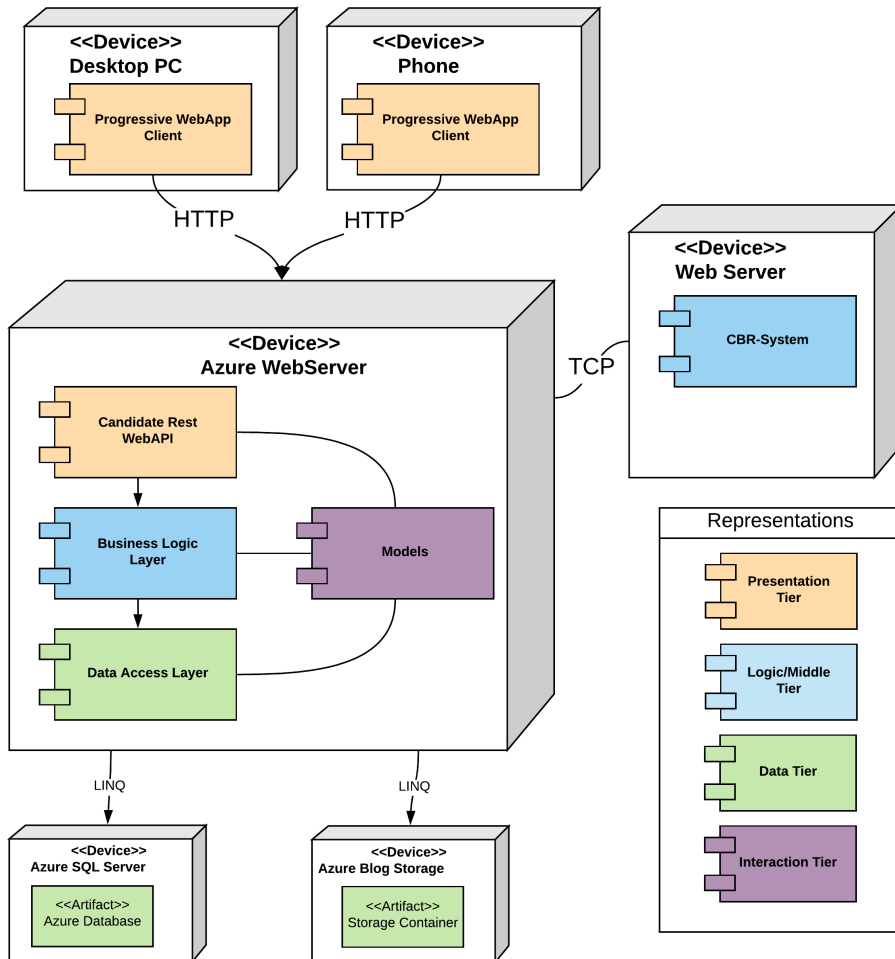 <<Device>>
Desktop PC
Progressive WebApp
Client
<<Device>>
Phone
Progressive WebApp
Client
HTTP
HTTP
<<Device>>
Web Server
CBR-System
TCP
<<Device>>
Azure WebServer
Candidate Rest
WebAPI
Business Logic
Layer
Models
Data Access Layer
Representations
Presentation
Tier
Logic/Middle
Tier
Data Tier
Interaction Tier
LINQ
LINQ
<<Device>>
Azure SQL Server
<<Artifact>>
Azure Database
<<Device>>
Azure Blog Storage
<<Artifact>>
Storage Container